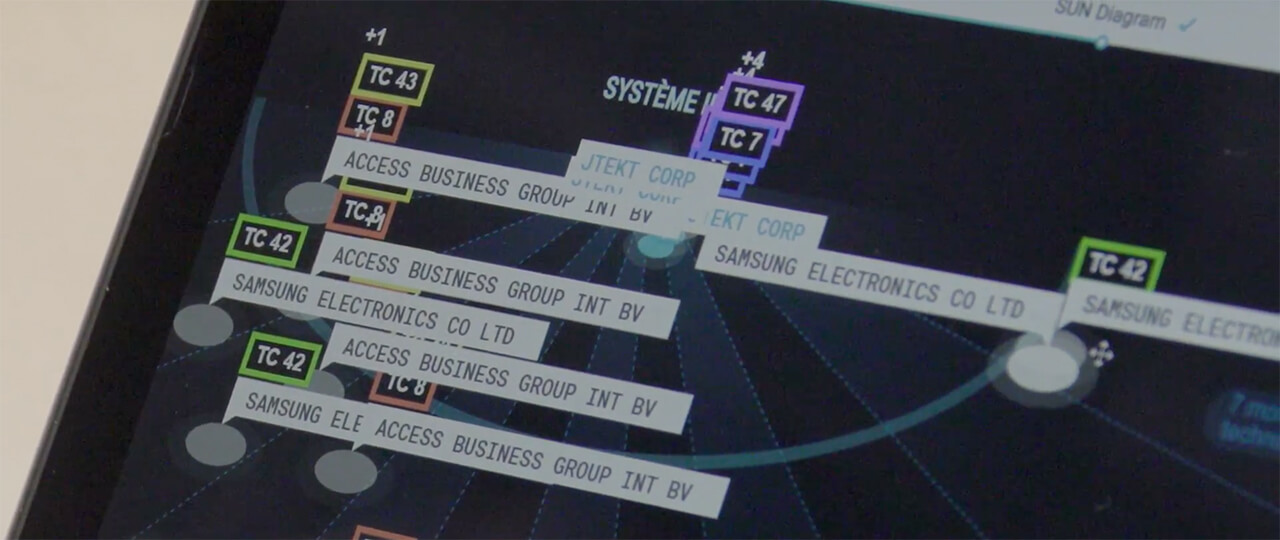 SUN Diagram
+1
+4
TC 43
SYSTÈME
TC 47
TC 8
+1
TC 7
ACCESS BUSINESS GROUP INT BV
JTEKT CORP
TC 8
+1
EKT CORP
TC 42
ACCESS BUSINESS GROUP INT BV
SAMSUNG ELECTRONICS CO LTD
TC 42
SAMSUNG ELECTRONICS CO LTD
SAMSUNG ELECTRON
TC 42
ACCESS BUSINESS GROUP INT BV
TC 8
SAMSUNG ELE
ACCESS BUSINESS GROUP INT BV